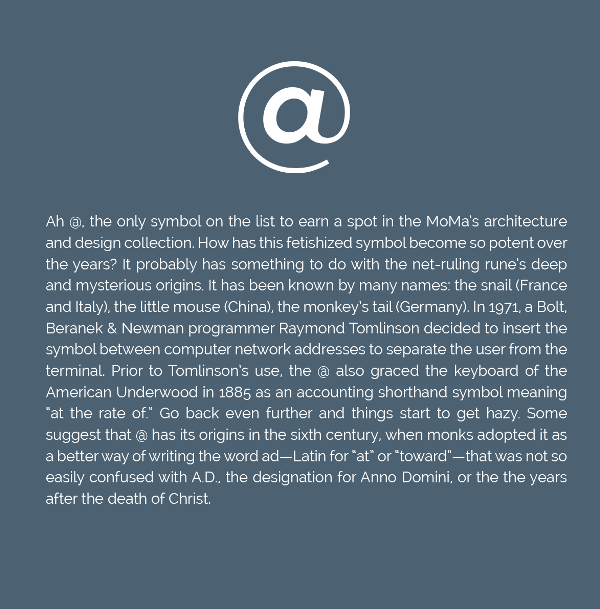 @
Ah @, the only symbol on the list to earn a spot in the MoMa's architecture
and design collection. How has this fetishized symbol become so potent over
the years? It probably has something to do with the net-ruling rune's deep
and mysterious origins. It has been known by many names: the snail (France
and Italy), the little mouse (China), the monkey's tail (Germany). In 1971, a Bolt,
Beranek & Newman programmer Raymond Tomlinson decided to insert the
symbol between computer network addresses to separate the user from the
terminal. Prior to Tomlinson's use, the @ also graced the keyboard of the
American Underwood in 1885 as an accounting shorthand symbol meaning
"at the rate of." Go back even further and things start to get hazy. Some
suggest that @ has its origins in the sixth century, when monks adopted it as
a better way of writing the word ad—Latin for "at" or "toward"—that was not so
easily confused with A.D., the designation for Anno Domini, or the the years
after the death of Christ.